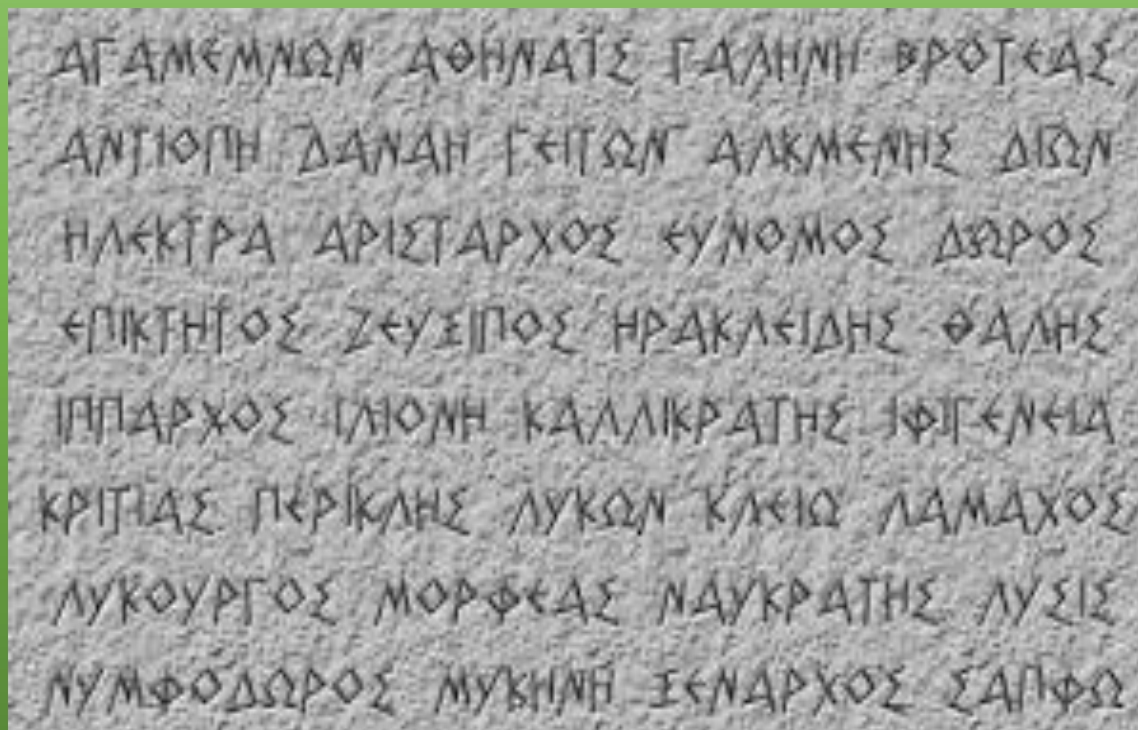 ΑΓΑΜΕΜΝΩΝ ΑΘΗΝΑΪΣ ΓΑΛΗΝΗ ΒΡΟΤΕΑΣ
ΑΝΤΙΟΠΗ ΔΑΝΑΗ ΓΕΙΤΩΝ ΑΛΚΜΕΝΗΣ ΔΙΩΝ
ΗΛΕΚΤΡΑ ΑΡΙΣΤΑΡΧΟΣ ΕΥΝΟΜΟΣ ΔΩΡΟΣ
ΕΠΙΚΤΗΤΟΣ ΖΕΥΞΙΠΟΣ ΗΡΑΚΛΕΙΔΗΣ ΘΑΛΗΣ
ΙΠΠΑΡΧΟΣ ΙΛΙΟΝΗ ΚΑΛΛΙΚΡΑΤΗΣ ΙΦΙΓΕΝΕΙΑ
ΚΡΙΤΙΑΣ ΠΕΡΙΚΛΗΣ ΛΥΚΩΝ ΚΛΕΙΩ ΛΑΜΑΧΟΣ
ΛΥΚΟΥΡΓΟΣ ΜΟΡΦΕΑΣ ΝΑΥΚΡΑΤΗΣ ΛΥΣΙΣ
ΝΥΜΦΟΔΩΡΟΣ ΜΥΚΗΝΗ ΞΕΝΑΡΧΟΣ ΣΑΠΦΩ